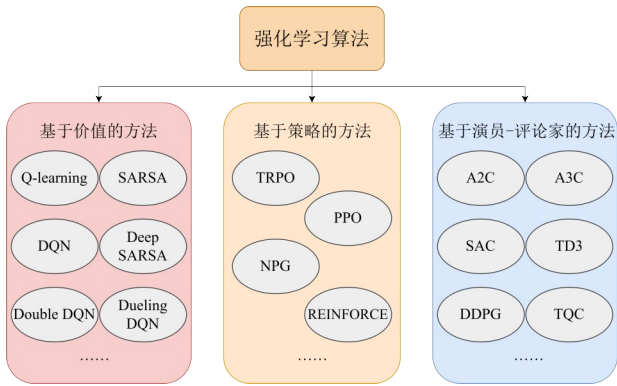 强化学习算法
基于价值的方法
Q-learning
SARSA
DQN
Deep
SARSA
Double DQN
Dueling
DQN
……
基于策略的方法
TRPO
PPO
NPG
REINFORCE
……
基于演员-评论家的方法
A2C
A3C
SAC
TD3
DDPG
TQC
……